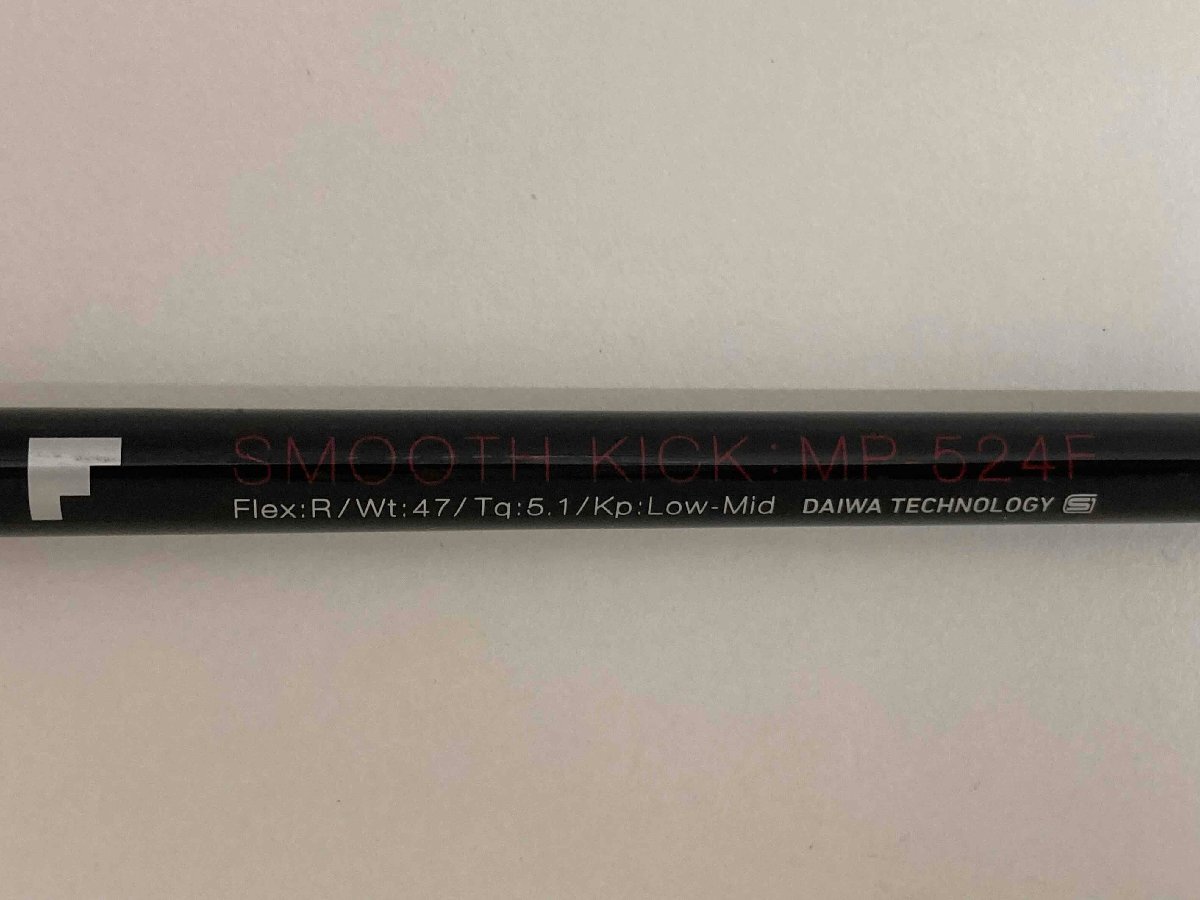 SMOOTH KICK: MP-524F
Flex:R/Wt:47/Tq:5.1/Kp:Low-Mid DAIWA TECHNOLOGY